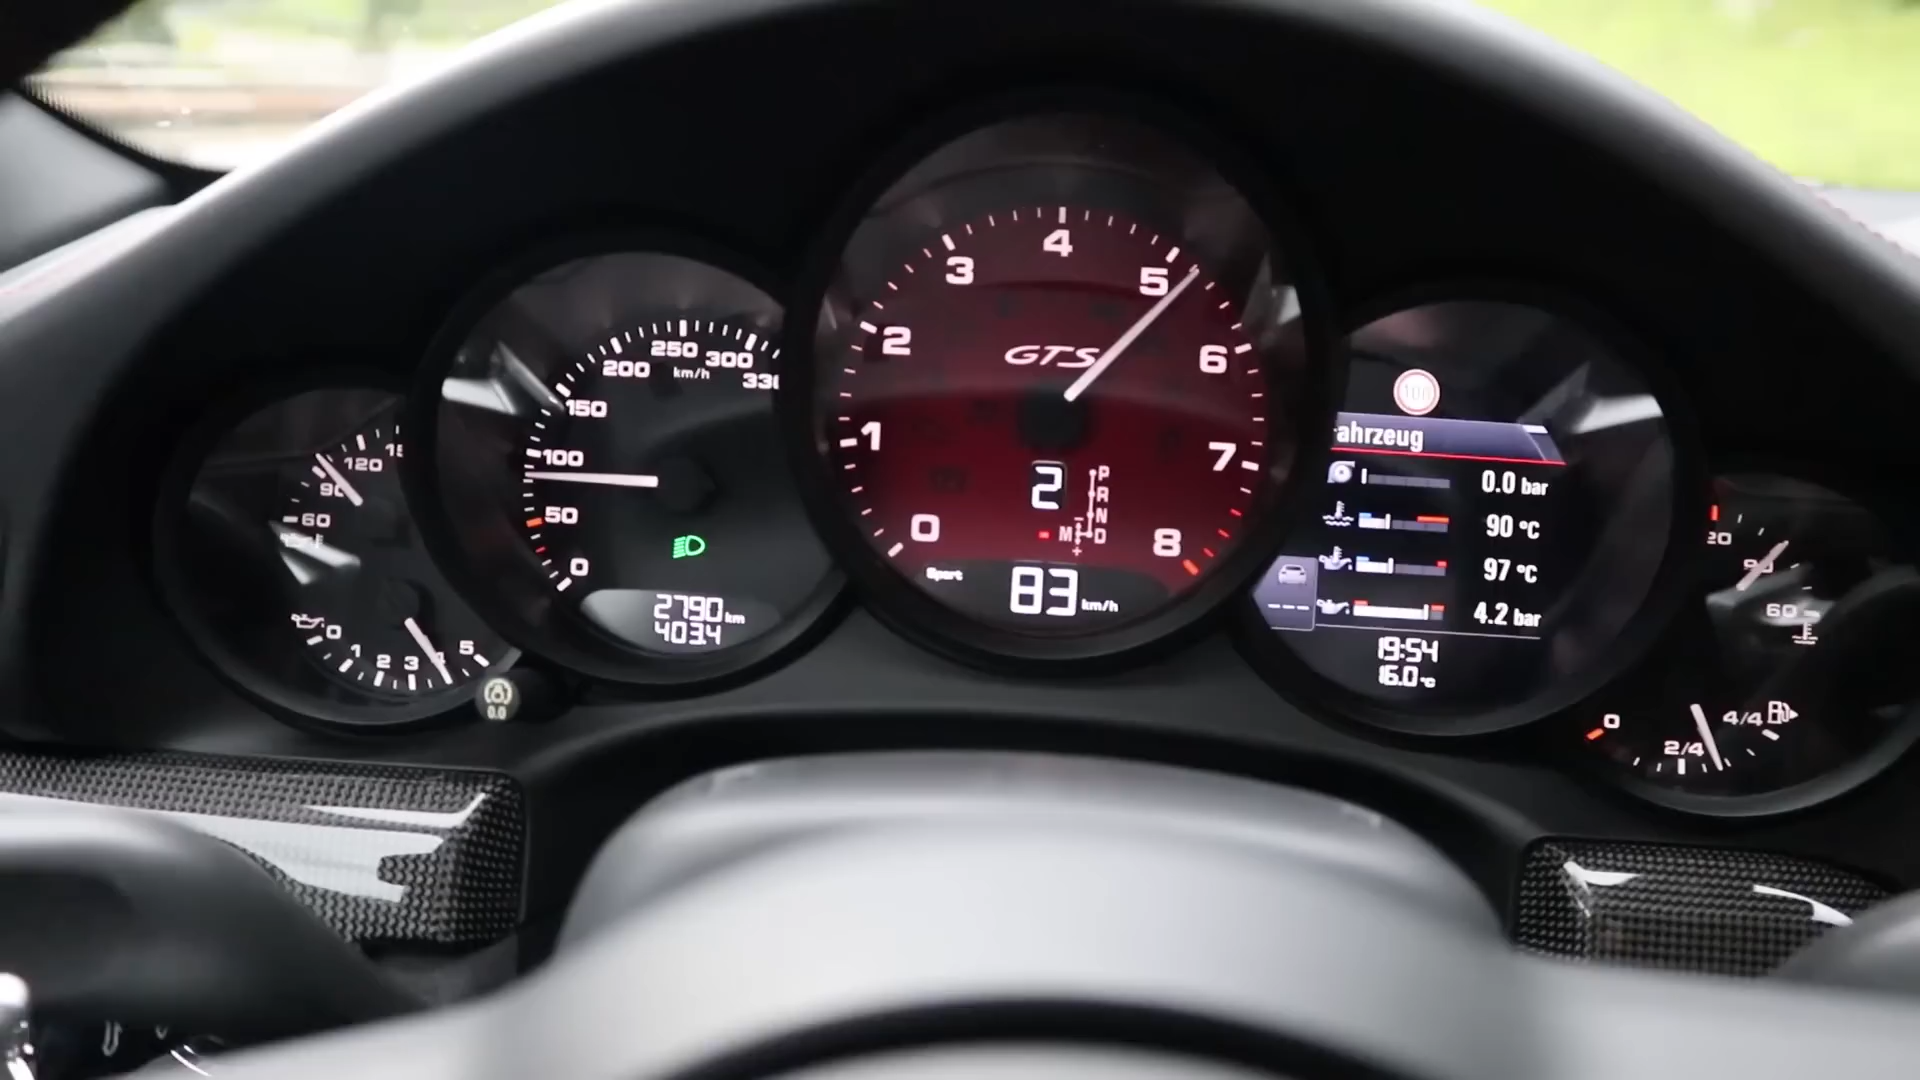 120
90
60
0
1
2
3
4
5
0.0
330
300
250
200
km/h
150
100
50
0
2790 km
403.4
4
3
5
2
6
GTS
1
7
2
P
R
N
M D
+
0
8
Sport
83 km/h
100
ahrzeug
0.0 bar
90 °C
97 °C
4.2 bar
---
19:54
16.0 °C
20
90
60
0
2/4
4/4